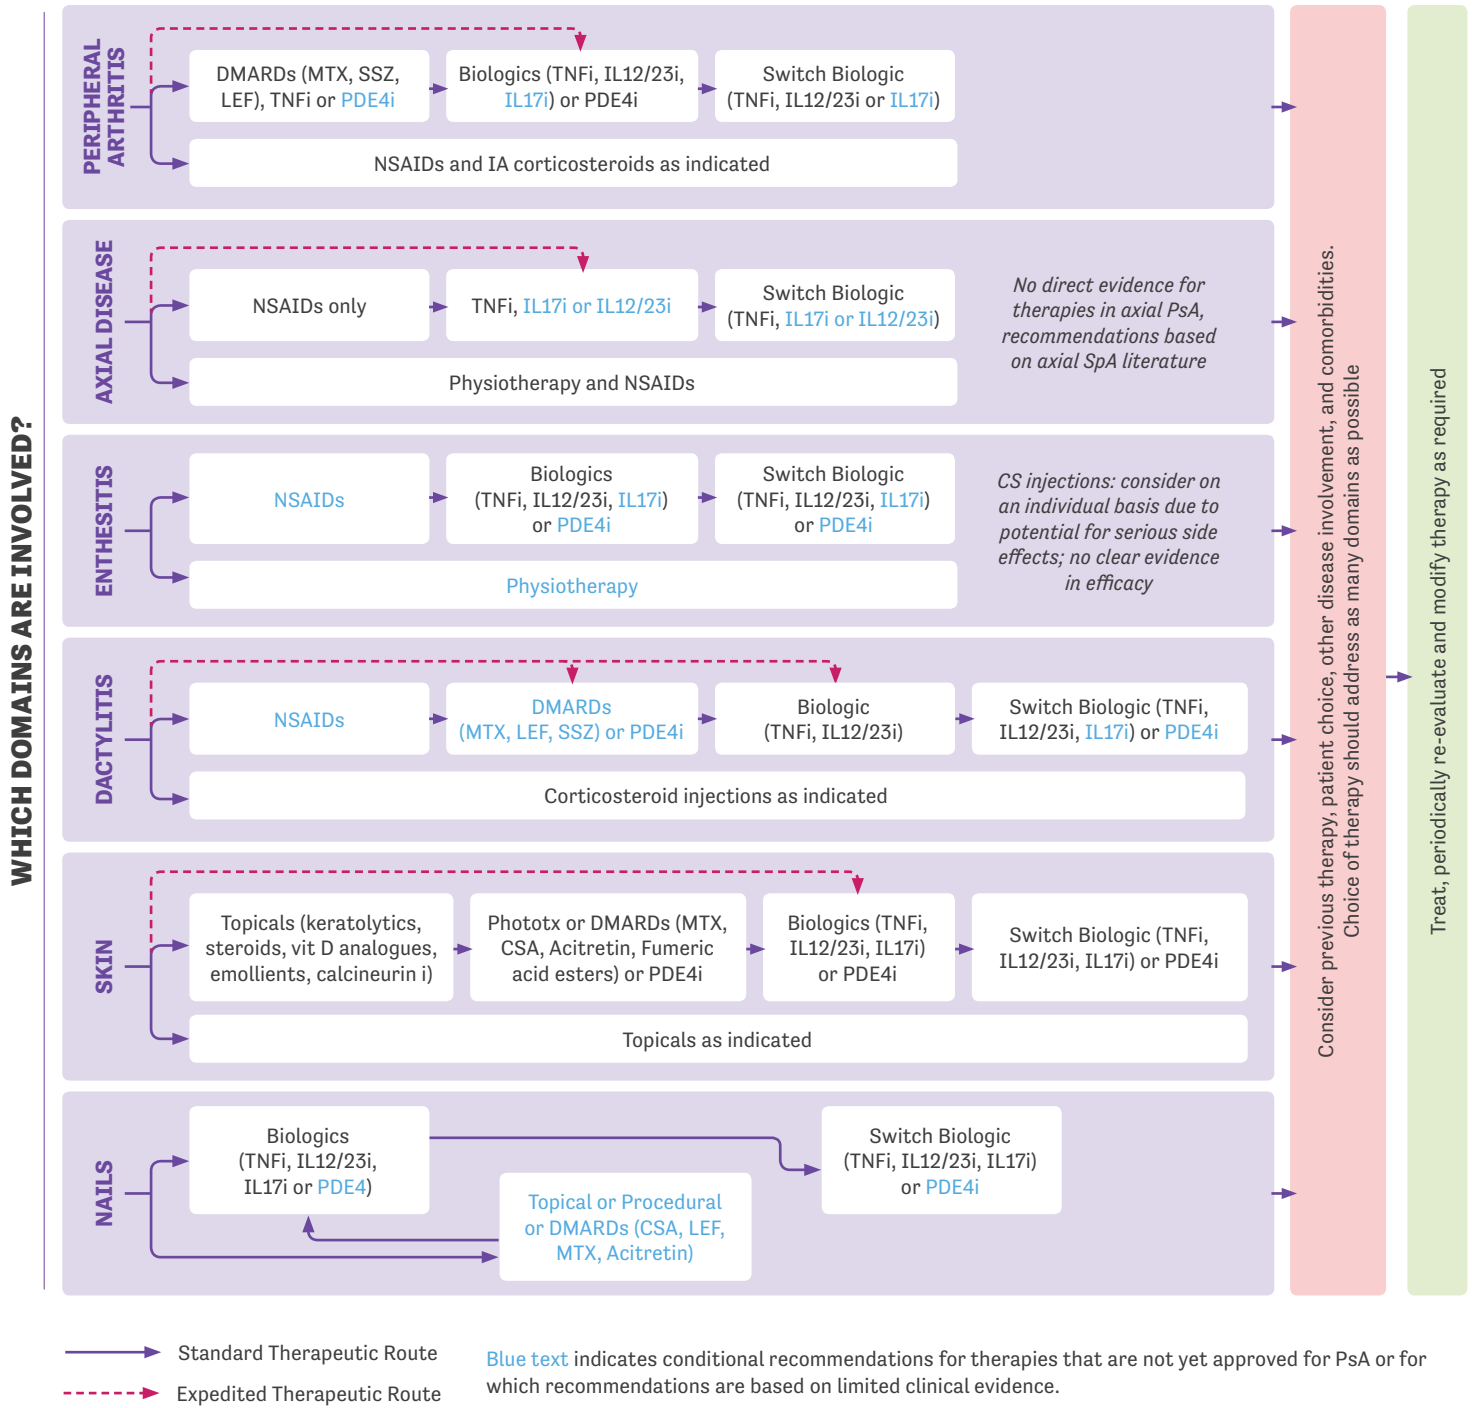 WHICH DOMAINS ARE INVOLVED?
PERIPHERAL
ARTHRITIS
DMARDs (MTX, SSZ,
LEF), TNFi or PDE4i
Biologics (TNFi, IL12/23i,
IL17i) or PDE4i
Switch Biologic
(TNFi, IL12/23i or IL17i)
NSAIDs and IA corticosteroids as indicated
AXIAL DISEASE
NSAIDs only
TNFi, IL17i or IL12/23i
Switch Biologic
(TNFi, IL17i or IL12/23i)
No direct evidence for
therapies in axial PsA,
recommendations based
on axial SpA literature
Physiotherapy and NSAIDs
ENTHESITIS
NSAIDs
Biologics
(TNFi, IL12/23i, IL17i)
or PDE4i
Switch Biologic
(TNFi, IL12/23i, IL17i)
or PDE4i
CS injections: consider on
an individual basis due to
potential for serious side
effects; no clear evidence
in efficacy
Physiotherapy
DACTYLITIS
NSAIDs
DMARDs
(MTX, LEF, SSZ) or PDE4i
Biologic
(TNFi, IL12/23i)
Switch Biologic (TNFi,
IL12/23i, IL17i) or PDE4i
Corticosteroid injections as indicated
SKIN
Topicals (keratolytics,
steroids, vit D analogues,
emollients, calcineurin i)
Phototx or DMARDs (MTX,
CSA, Acitretin, Fumeric
acid esters) or PDE4i
Biologics (TNFi,
IL12/23i, IL17i)
or PDE4i
Switch Biologic (TNFi,
IL12/23i, IL17i) or PDE4i
Topicals as indicated
NAILS
Biologics
(TNFi, IL12/23i,
IL17i or PDE4)
Topical or Procedural
or DMARDs (CSA, LEF,
MTX, Acitretin)
Switch Biologic
(TNFi, IL12/23i, IL17i)
or PDE4i
Consider previous therapy, patient choice, other disease involvement, and comorbidities.
Choice of therapy should address as many domains as possible
Treat, periodically re-evaluate and modify therapy as required
Standard Therapeutic Route
Expedited Therapeutic Route
Blue text indicates conditional recommendations for therapies that are not yet approved for PsA or for
which recommendations are based on limited clinical evidence.